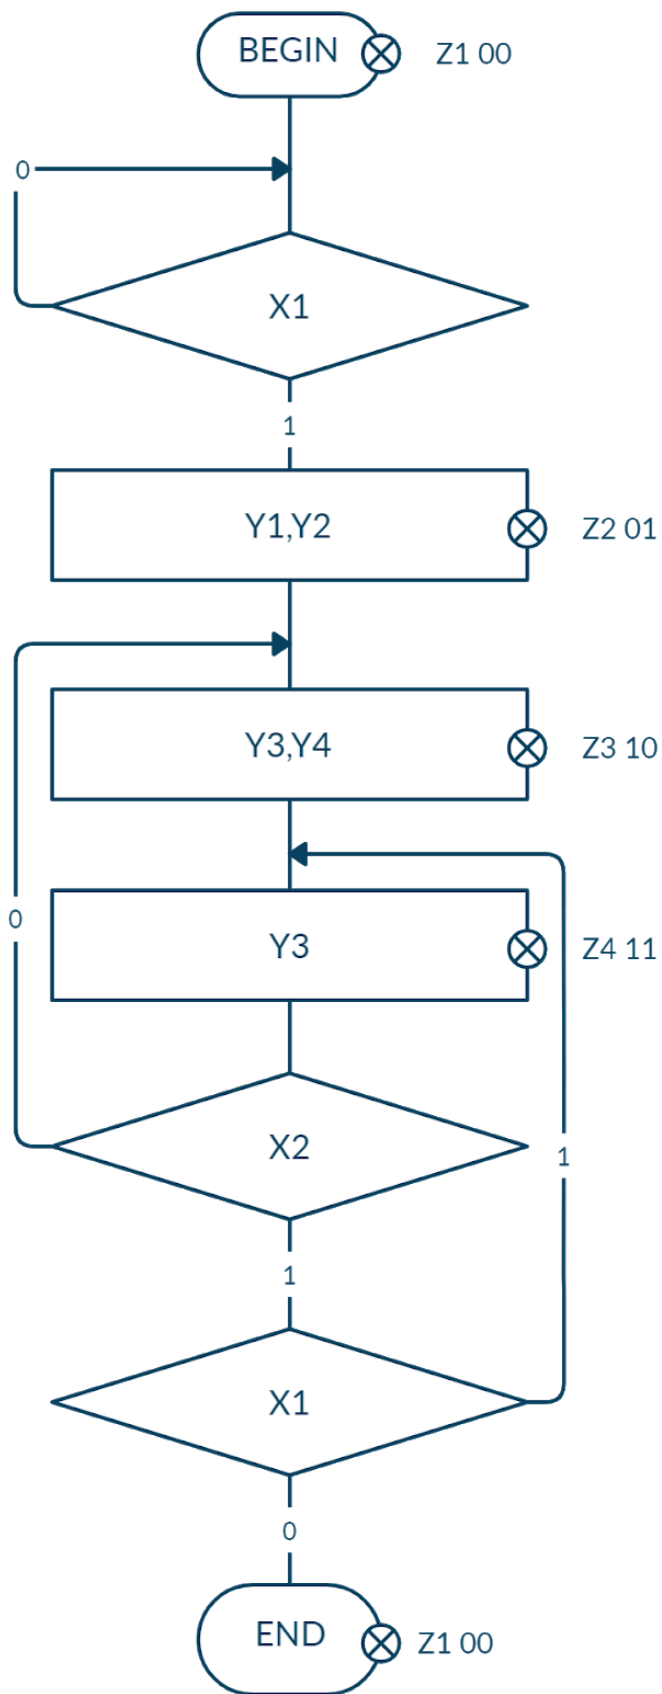 BEGIN Z1 00
0
X1
1
Y1,Y2 Z2 01
Y3,Y4 Z3 10
0
Y3 Z4 11
X2
1
1
X1
0
END Z1 00